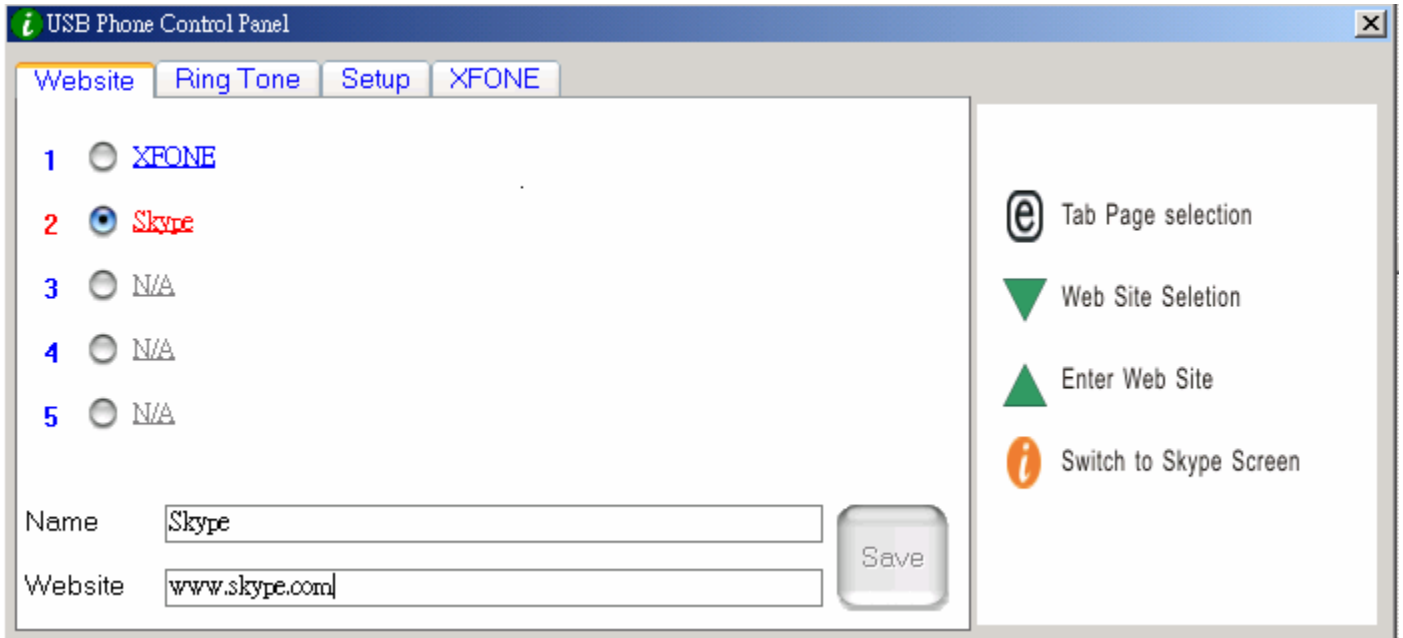 USB Phone Control Panel
Website Ring Tone Setup XFONE
1 XFONE
2 Skype
3 N/A
4 N/A
5 N/A
Name Skype
Website www.skype.com
Save
e Tab Page selection
Web Site Seletion
Enter Web Site
i Switch to Skype Screen